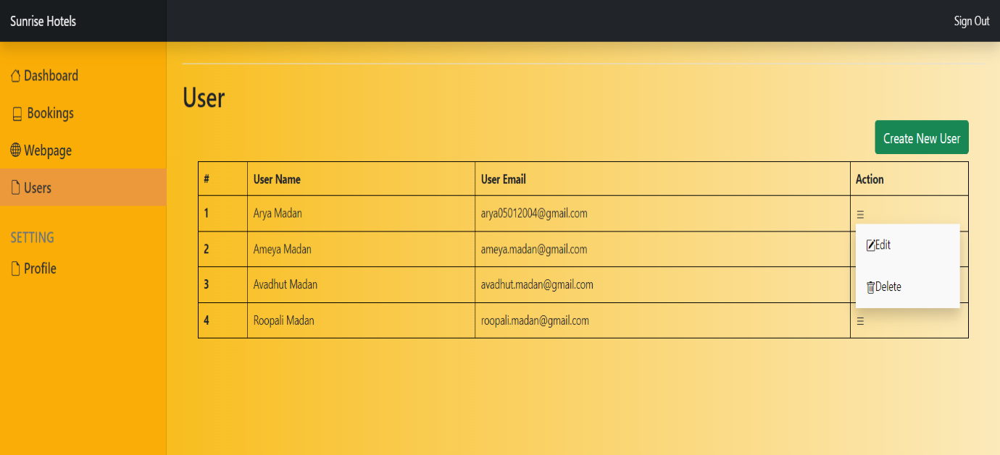 Sunrise Hotels
Sign Out
Dashboard
Bookings
Webpage
Users
SETTING
Profile
User
Create New User
# User Name User Email Action
1 Arya Madan arya05012004@gmail.com
2 Ameya Madan ameya.madan@gmail.com
3 Avadhut Madan avadhut.madan@gmail.com
4 Roopali Madan roopali.madan@gmail.com
Edit
Delete